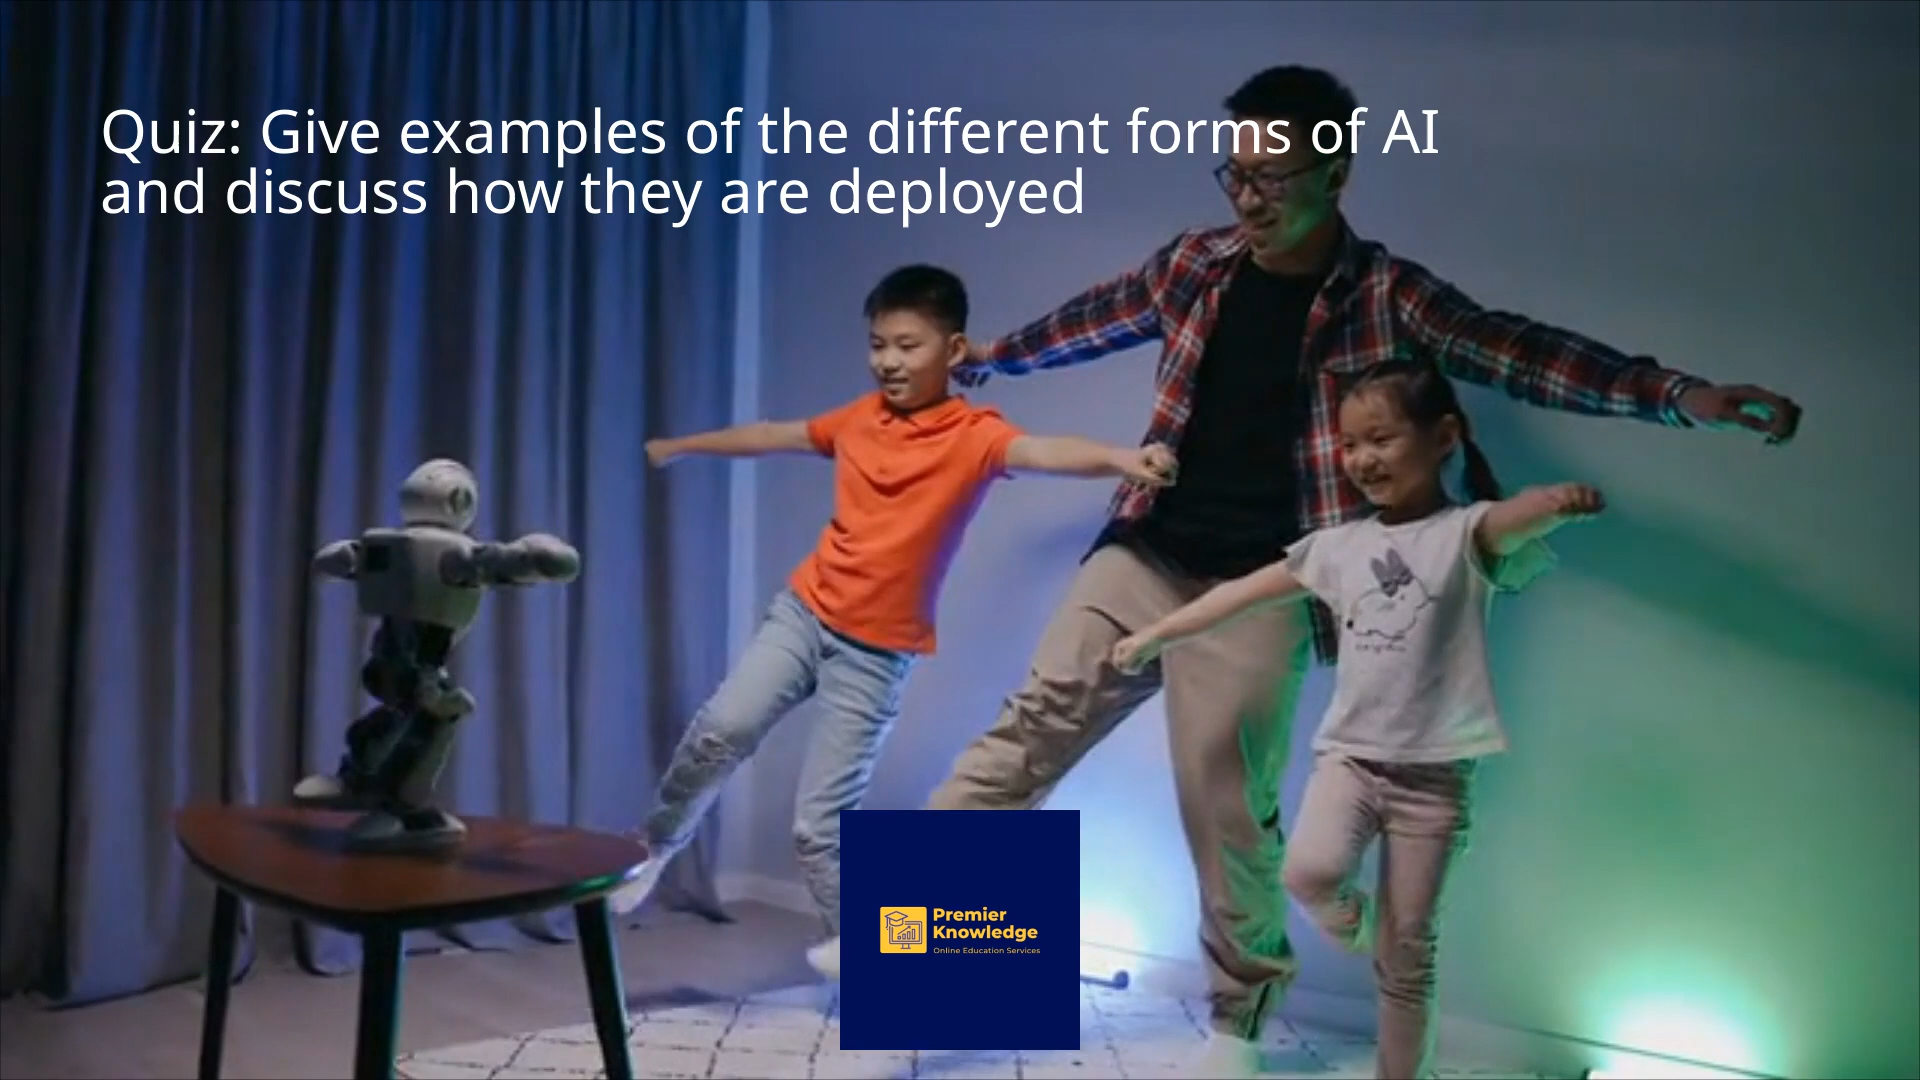 Quiz: Give examples of the different forms of AI
and discuss how they are deployed
Premier
Knowledge
Online Education Services